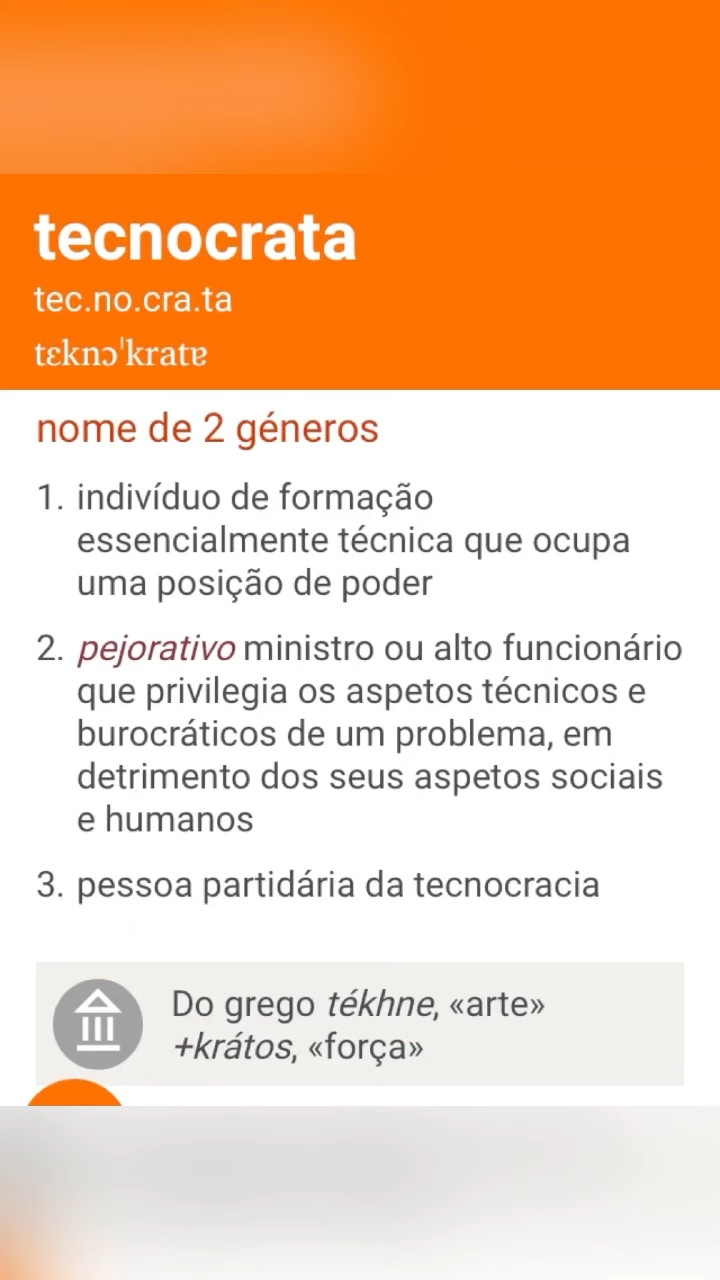 tecnocrata
tec.no.cra.ta
tɛknɔˈkratɐ
nome de 2 géneros
1. indivíduo de formação
essencialmente técnica que ocupa
uma posição de poder
2. pejorativo ministro ou alto funcionário
que privilegia os aspetos técnicos e
burocráticos de um problema, em
detrimento dos seus aspetos sociais
e humanos
3. pessoa partidária da tecnocracia
Do grego tékhne, «arte»
+krátos, «força»